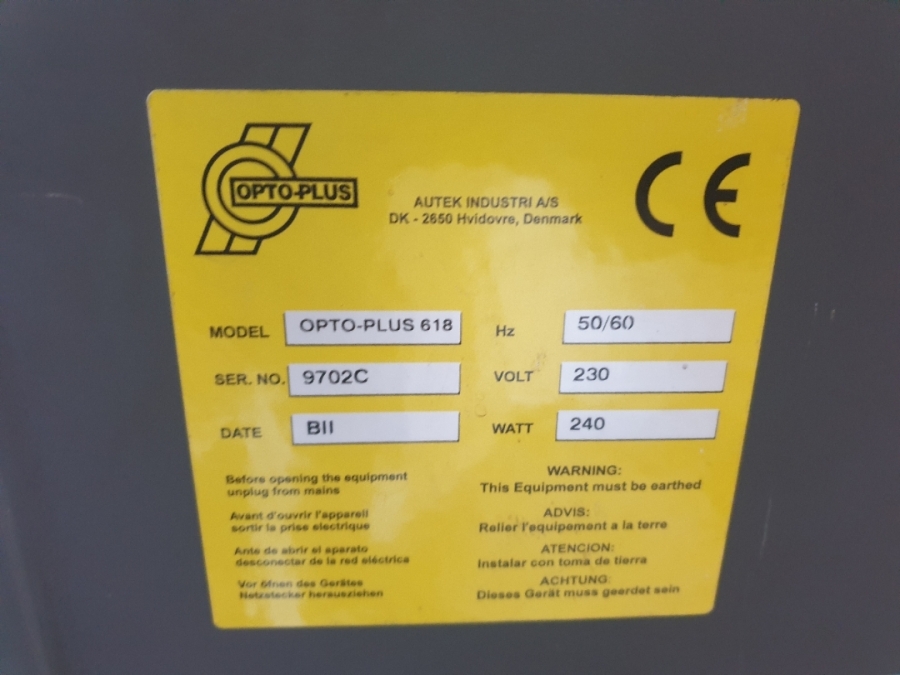 OPTO-PLUS
AUTEK INDUSTRI A/S
DK - 2650 Hvidovre, Denmark
CE
MODEL OPTO-PLUS 618 Hz 50/60
SER. NO. 9702C VOLT 230
DATE BII WATT 240
Before opening the equipment
unplug from mains
Avant d'ouvrir l'appareil
sortir la prise electrique
Ante de abrir el aparato
desconectar de la red eléctrica
Vor öfnen des Gerätes
Netzstecker herausziehen
WARNING:
This Equipment must be earthed
ADVIS:
Relier l'equipement a la terre
ATENCION:
Instalar con toma de tierra
ACHTUNG:
Dieses Gerät muss geerdet sein